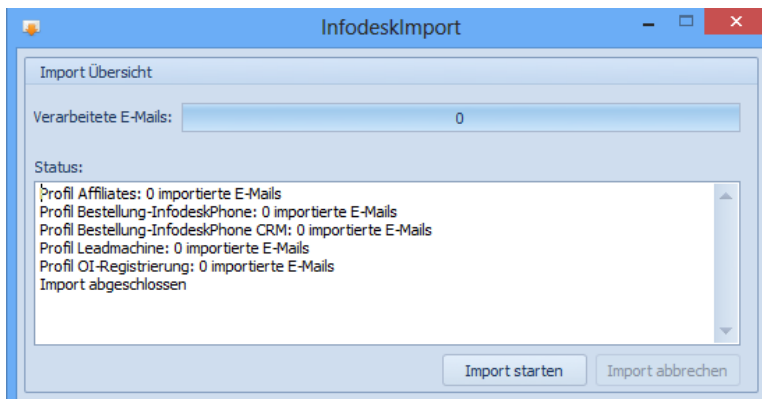 InfodeskImport
Import Übersicht
Verarbeitete E-Mails: 0
Status:
Profil Affiliates: 0 importierte E-Mails
Profil Bestellung-InfodeskPhone: 0 importierte E-Mails
Profil Bestellung-InfodeskPhone CRM: 0 importierte E-Mails
Profil Leadmachine: 0 importierte E-Mails
Profil OI-Registrierung: 0 importierte E-Mails
Import abgeschlossen
Import starten Import abbrechen